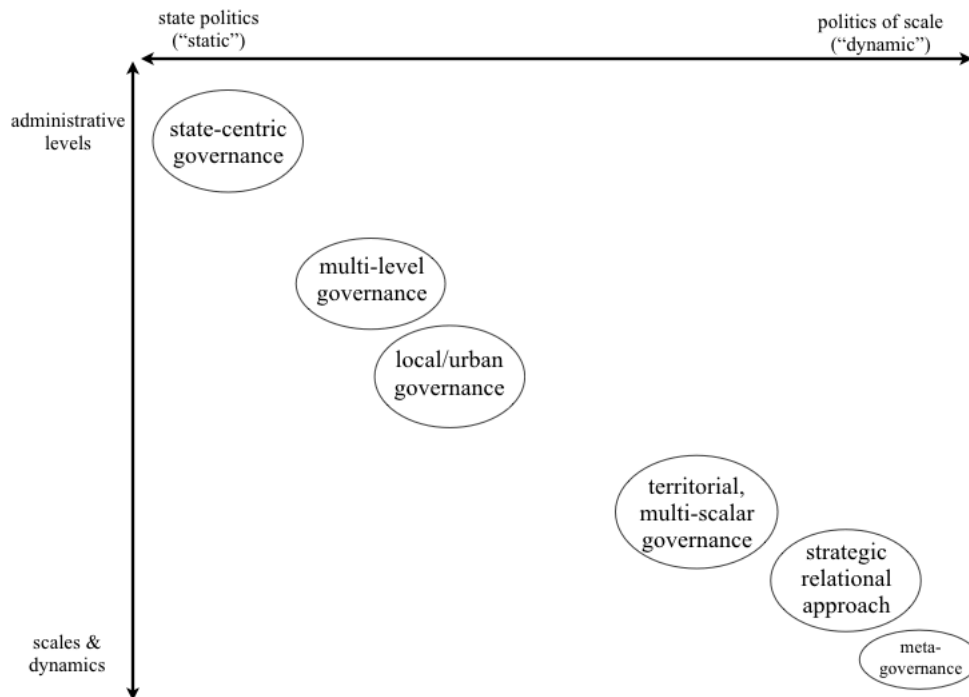 state politics
(“static”)
politics of scale
(“dynamic”)
administrative
levels
state-centric
governance
multi-level
governance
local/urban
governance
territorial,
multi-scalar
governance
strategic
relational
approach
scales &
dynamics
meta-
governance